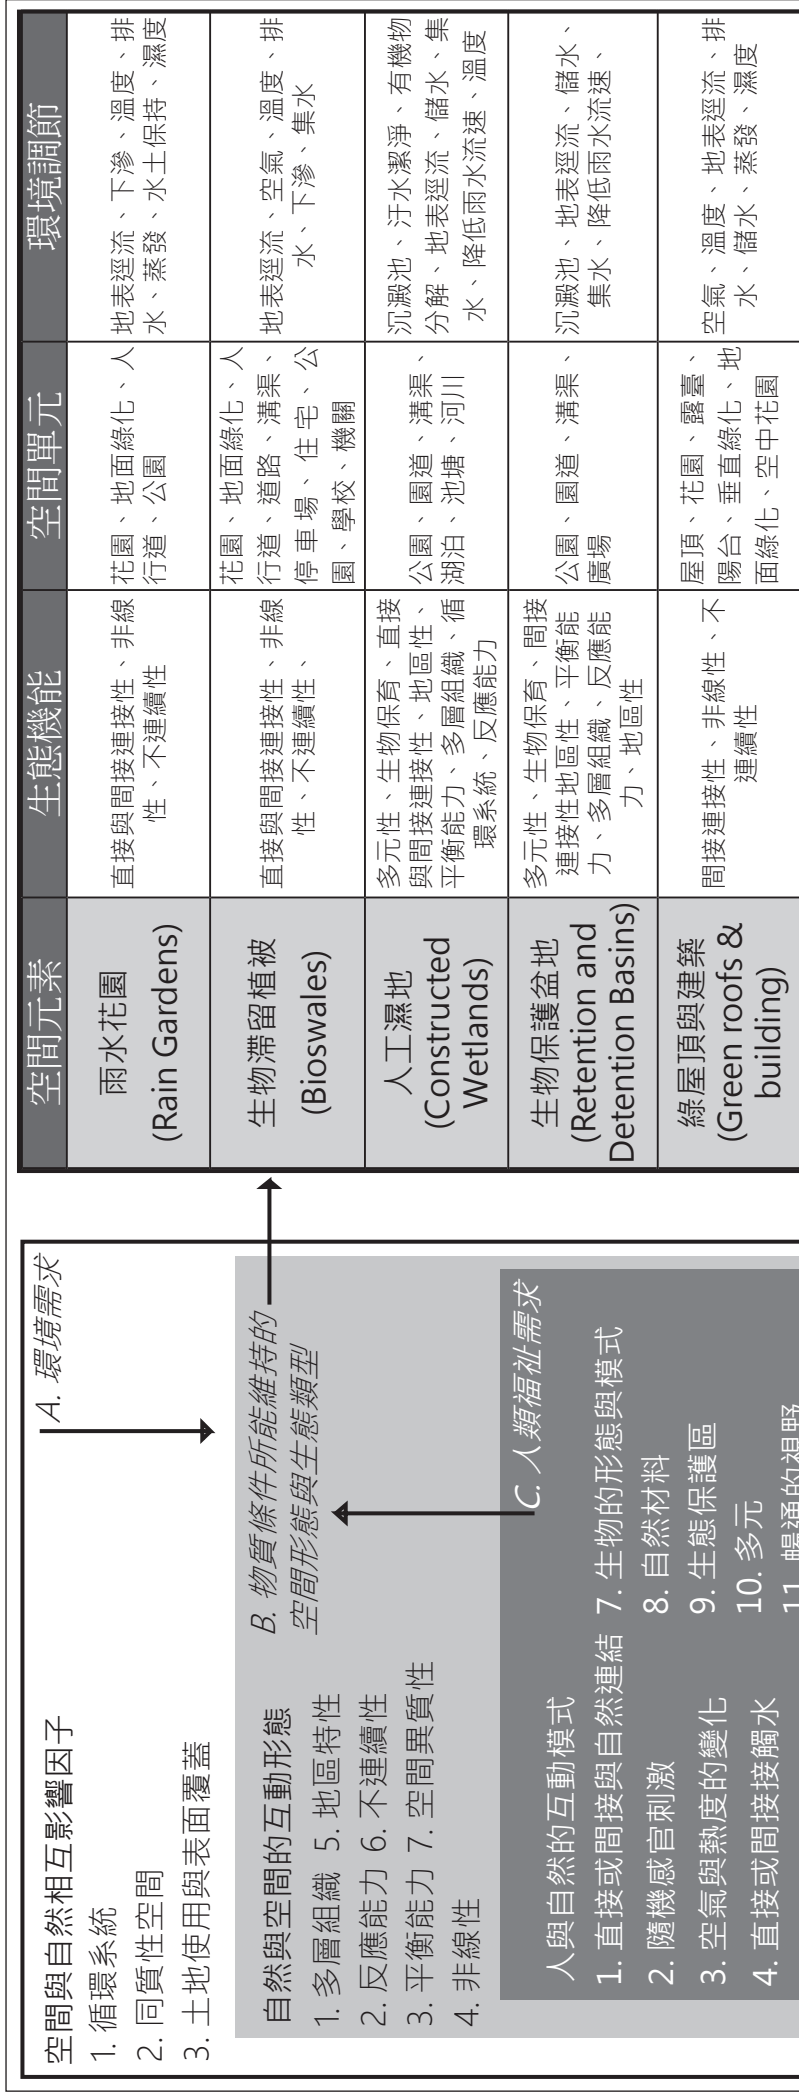 空間與自然相互影響因子
1. 循環系統
2. 同質性空間
3. 土地使用與表面覆蓋
A. 環境需求
自然與空間的互動形態
1. 多層組織 5. 地區特性
2. 反應能力 6. 不連續性
3. 平衡能力 7. 空間異質性
4. 非線性
B. 物質條件所能維持的
空間形態與生態類型
C. 人類福祉需求
人與自然的互動模式
1. 直接或間接與自然連結 7. 生物的形態與模式
2. 隨機感官刺激 8. 自然材料
3. 空氣與熱度的變化 9. 生態保護區
4. 直接或間接接觸水 10. 多元
11. 暢通的視野
空間元素 生態機能 空間單元 環境調節
雨水花園
(Rain Gardens)
直接與間接連接性、非線
性、不連續性
花園、地面綠化、人
行道、公園
地表逕流、下滲、溫度、排
水、蒸發、水土保持、濕度
生物滯留植被
(Bioswales)
直接與間接連接性、非線
性、不連續性、
花園、地面綠化、人
行道、道路、溝渠、
停車場、住宅、公
園、學校、機關
地表逕流、空氣、溫度、排
水、下滲、集水
人工濕地
(Constructed
Wetlands)
多元性、生物保育、直接
與間接連接性、地區性、
平衡能力、多層組織、循
環系統、反應能力
公園、園道、溝渠、
湖泊、池塘、河川
沉澱池、汙水潔淨、有機物
分解、地表逕流、儲水、集
水、降低雨水流速、溫度
生物保護盆地
(Retention and
Detention Basins)
多元性、生物保育、間接
連接性地區性、平衡能
力、多層組織、反應能
力、地區性
公園、園道、溝渠、
廣場
沉澱池、地表逕流、儲水、
集水、降低雨水流速、
綠屋頂與建築
(Green roofs &
building)
間接連接性、非線性、不
連續性
屋頂、花園、露臺、
陽台、垂直綠化、地
面綠化、空中花園
空氣、溫度、地表逕流、排
水、儲水、蒸發、濕度